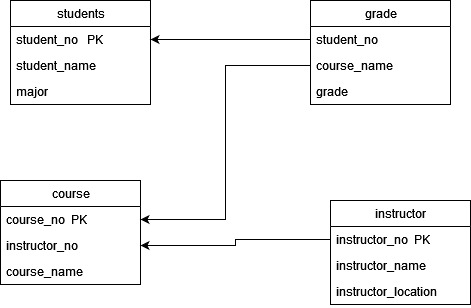 students
student_no PK
student_name
major
grade
student_no
course_name
grade
course
course_no PK
instructor_no
course_name
instructor
instructor_no PK
instructor_name
instructor_location